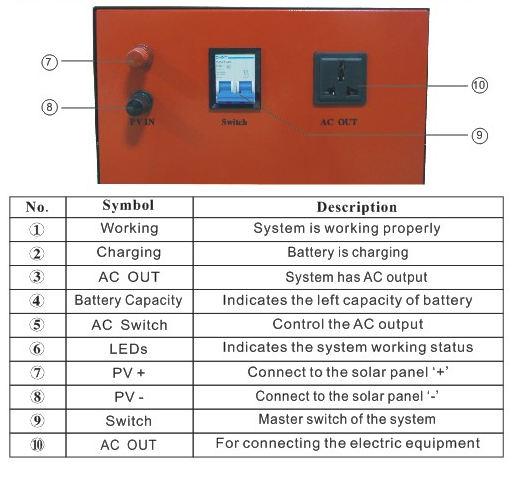 ⑦
⑧
⑩
⑨
PV IN
Switch
AC OUT
No. Symbol Description
① Working System is working properly
② Charging Battery is charging
③ AC OUT System has AC output
④ Battery Capacity Indicates the left capacity of battery
⑤ AC Switch Control the AC output
⑥ LEDs Indicates the system working status
⑦ PV + Connect to the solar panel ‘+’
⑧ PV - Connect to the solar panel ‘-’
⑨ Switch Master switch of the system
⑩ AC OUT For connecting the electric equipment